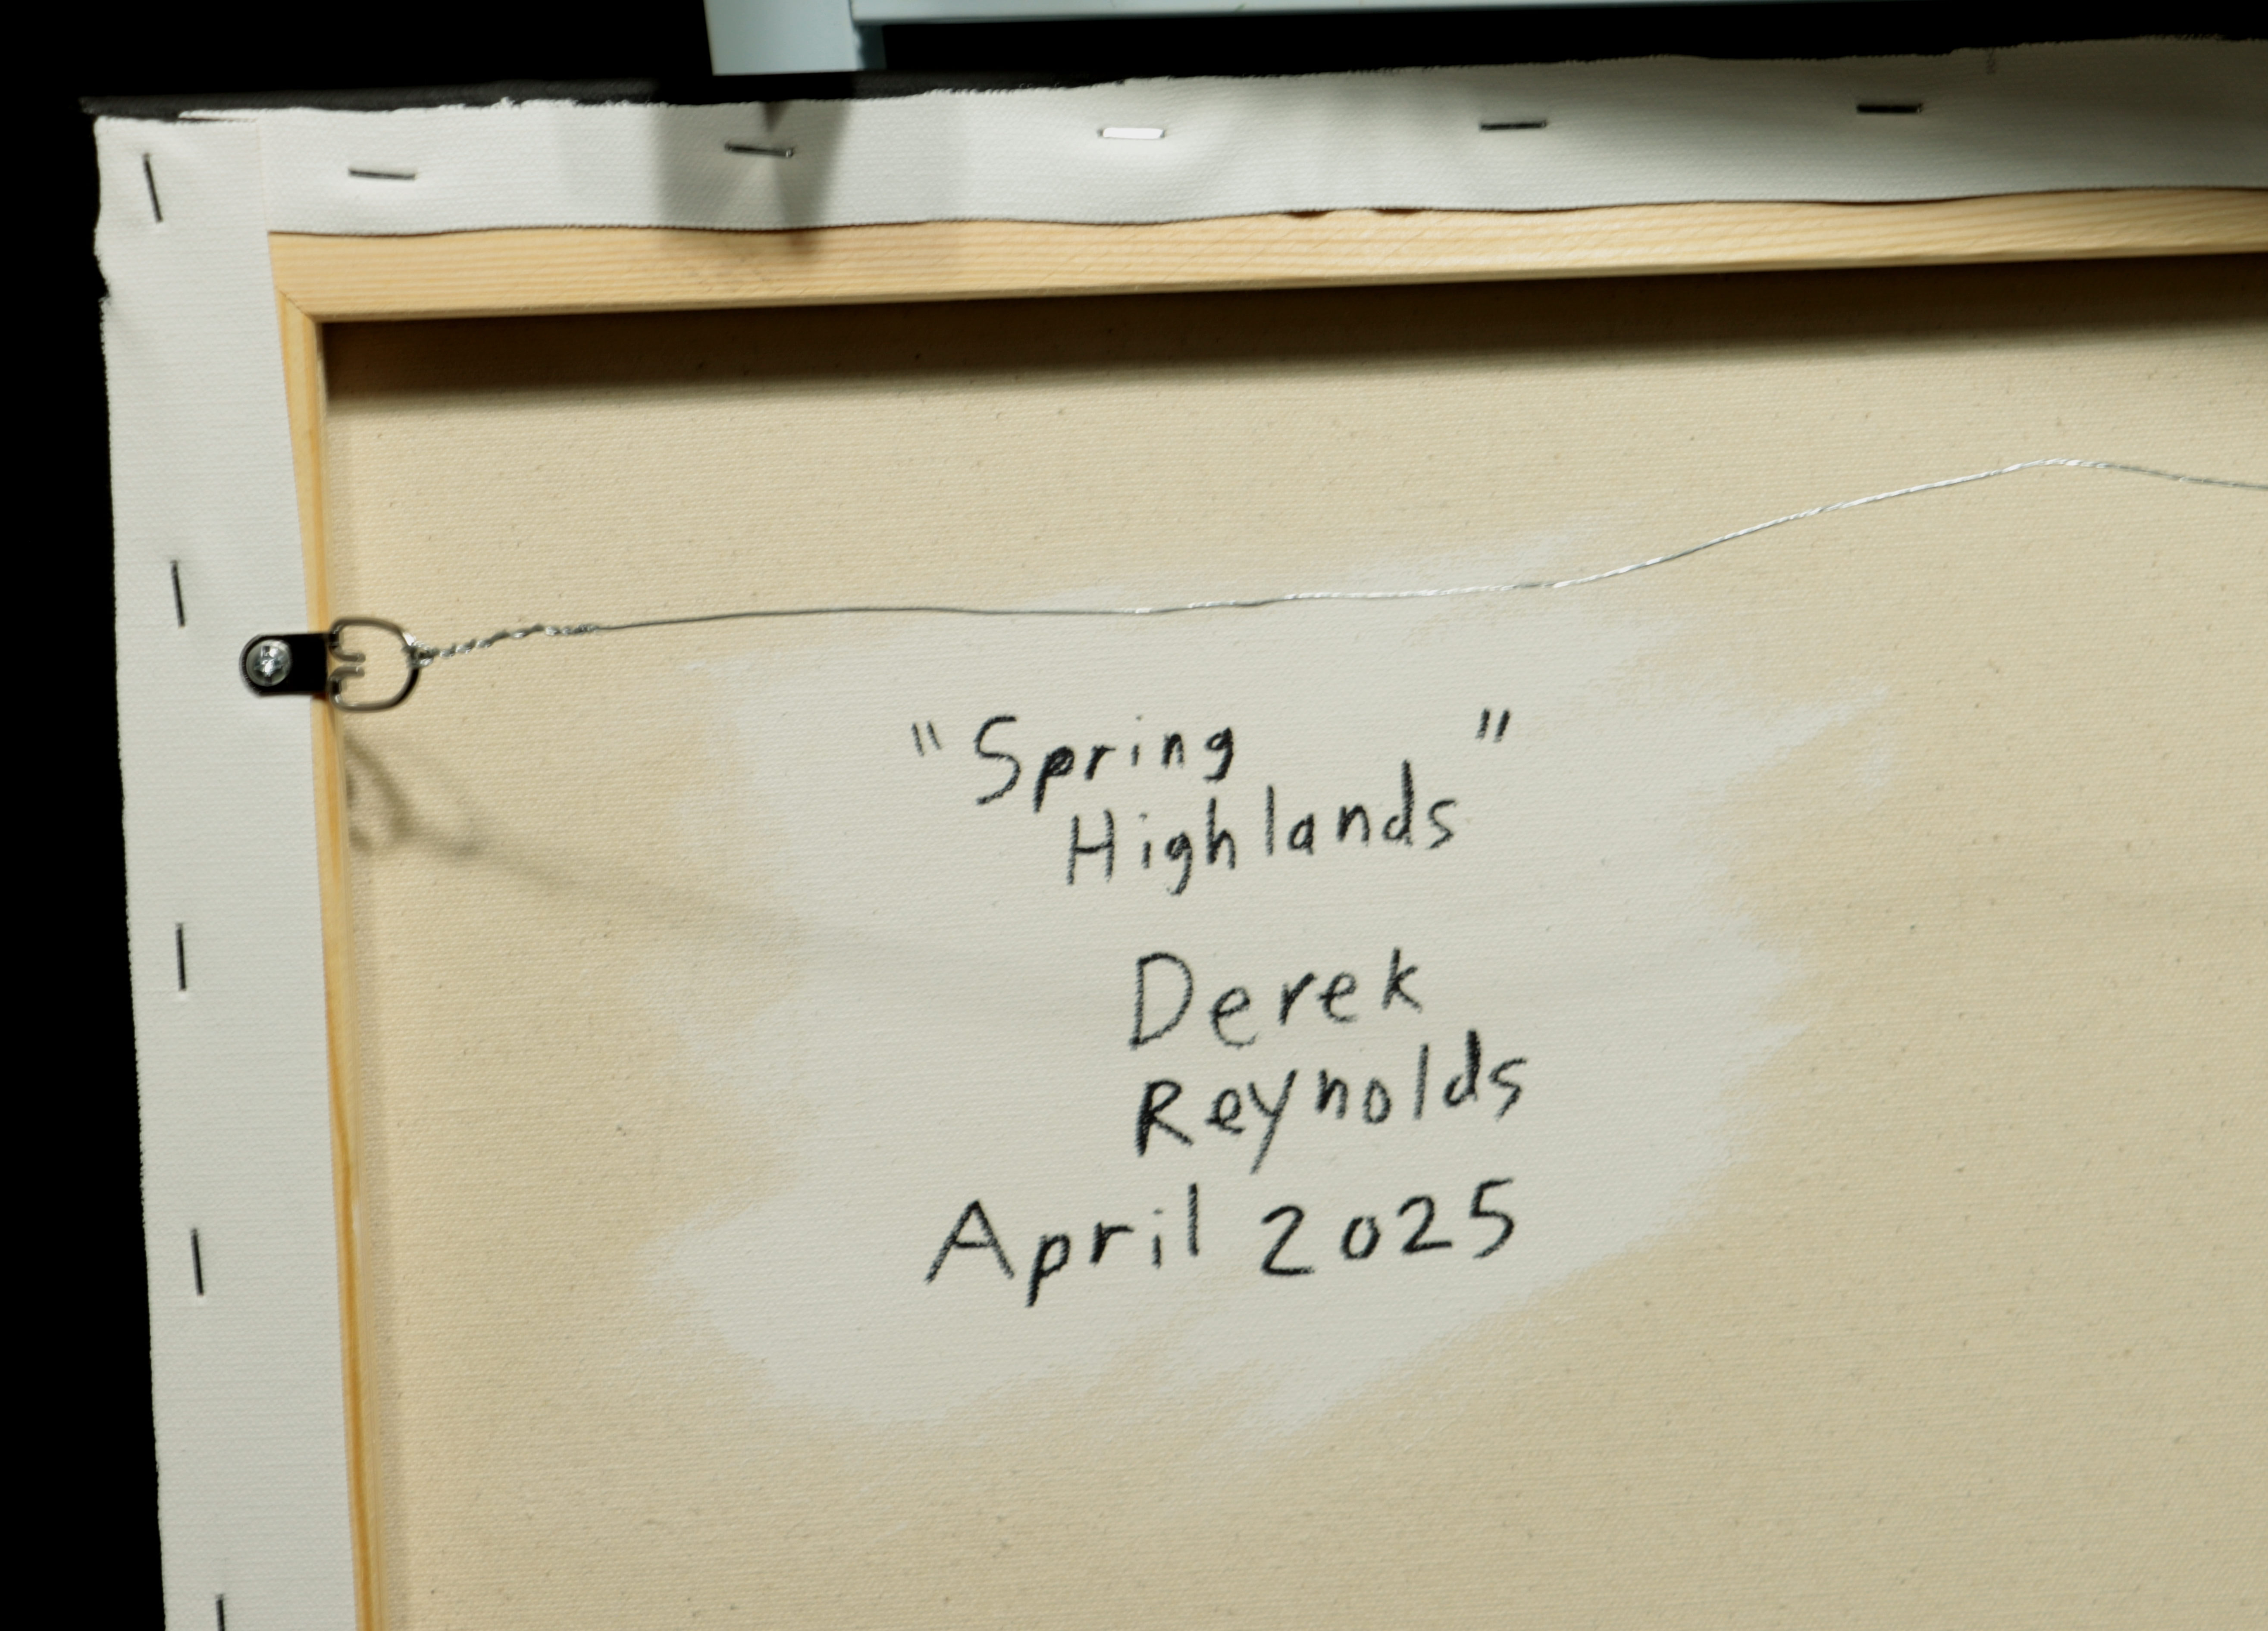 "Spring "
Highlands
Derek
Reynolds
April 2025